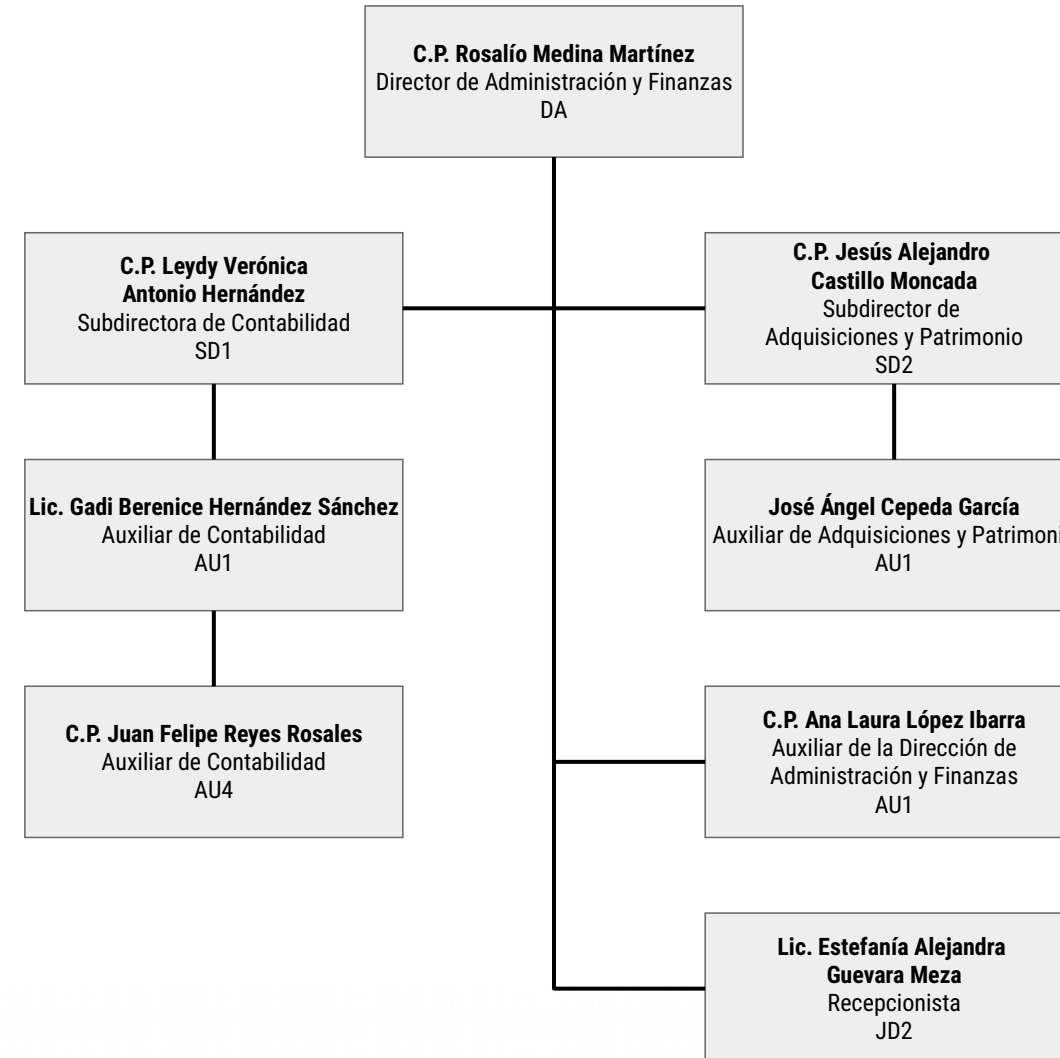 C.P. Rosalío Medina Martínez
Director de Administración y Finanzas
DA
C.P. Leydy Verónica
Antonio Hernández
Subdirectora de Contabilidad
SD1
C.P. Jesús Alejandro
Castillo Moncada
Subdirector de
Adquisiciones y Patrimonio
SD2
Lic. Gadi Berenice Hernández Sánchez
Auxiliar de Contabilidad
AU1
José Ángel Cepeda García
Auxiliar de Adquisiciones y Patrimoni
AU1
C.P. Juan Felipe Reyes Rosales
Auxiliar de Contabilidad
AU4
C.P. Ana Laura López Ibarra
Auxiliar de la Dirección de
Administración y Finanzas
AU1
Lic. Estefanía Alejandra
Guevara Meza
Recepcionista
JD2